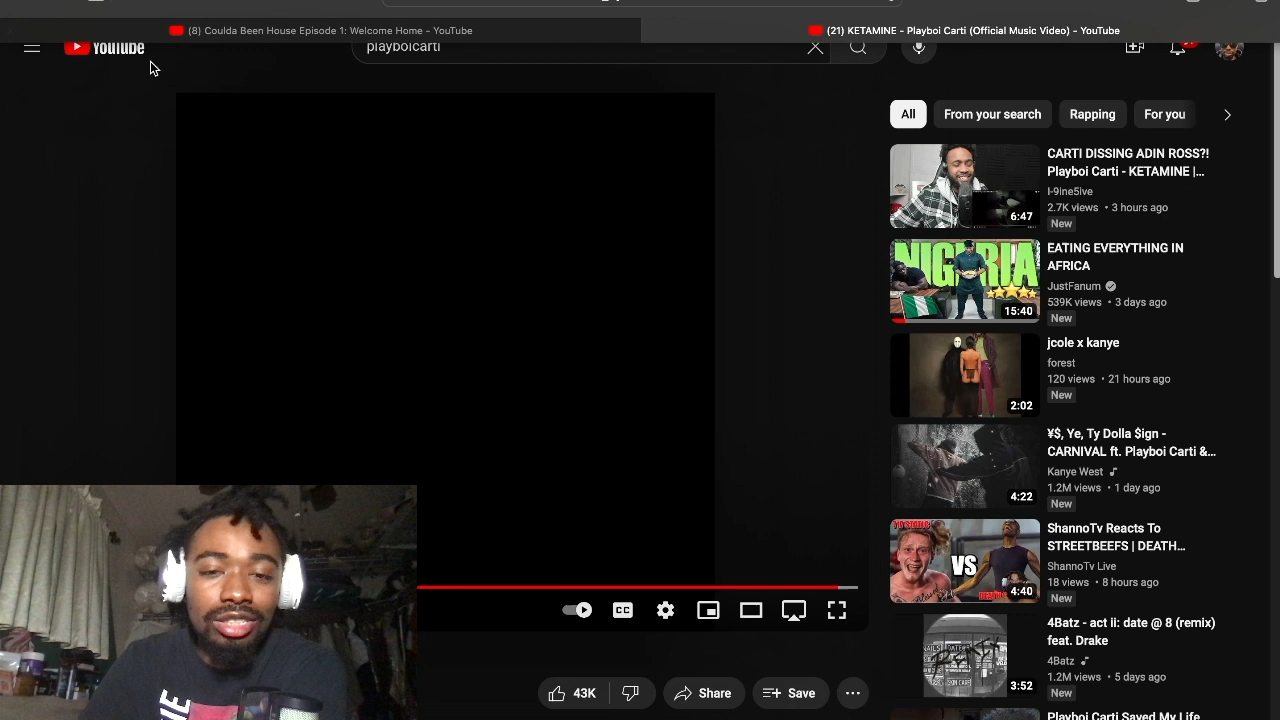 (8) Coulda Been House Episode 1: Welcome Home - YouTube
(21) KETAMINE - Playboi Carti (Official Music Video) - YouTube
YouTube
playboicarti
All
From your search
Rapping
For you
CARTI DISSING ADIN ROSS?!
Playboi Carti - KETAMINE |...
I-9ine5ive
2.7K views • 3 hours ago
New
6:47
EATING EVERYTHING IN
AFRICA
JustFanum
539K views • 3 days ago
New
NIGERIA
15:40
jcole x kanye
forest
120 views • 21 hours ago
New
2:02
¥$, Ye, Ty Dolla $ign -
CARNIVAL ft. Playboi Carti &...
Kanye West
1.2M views • 1 day ago
New
4:22
ShannoTv Reacts To
STREETBEEFS | DEATH...
ShannoTv Live
18 views • 8 hours ago
New
VS
4:40
4Batz - act ii: date @ 8 (remix)
feat. Drake
4Batz
1.2M views • 5 days ago
New
3:52
Playboi Carti Saved My Life
CC
43K
Share
Save